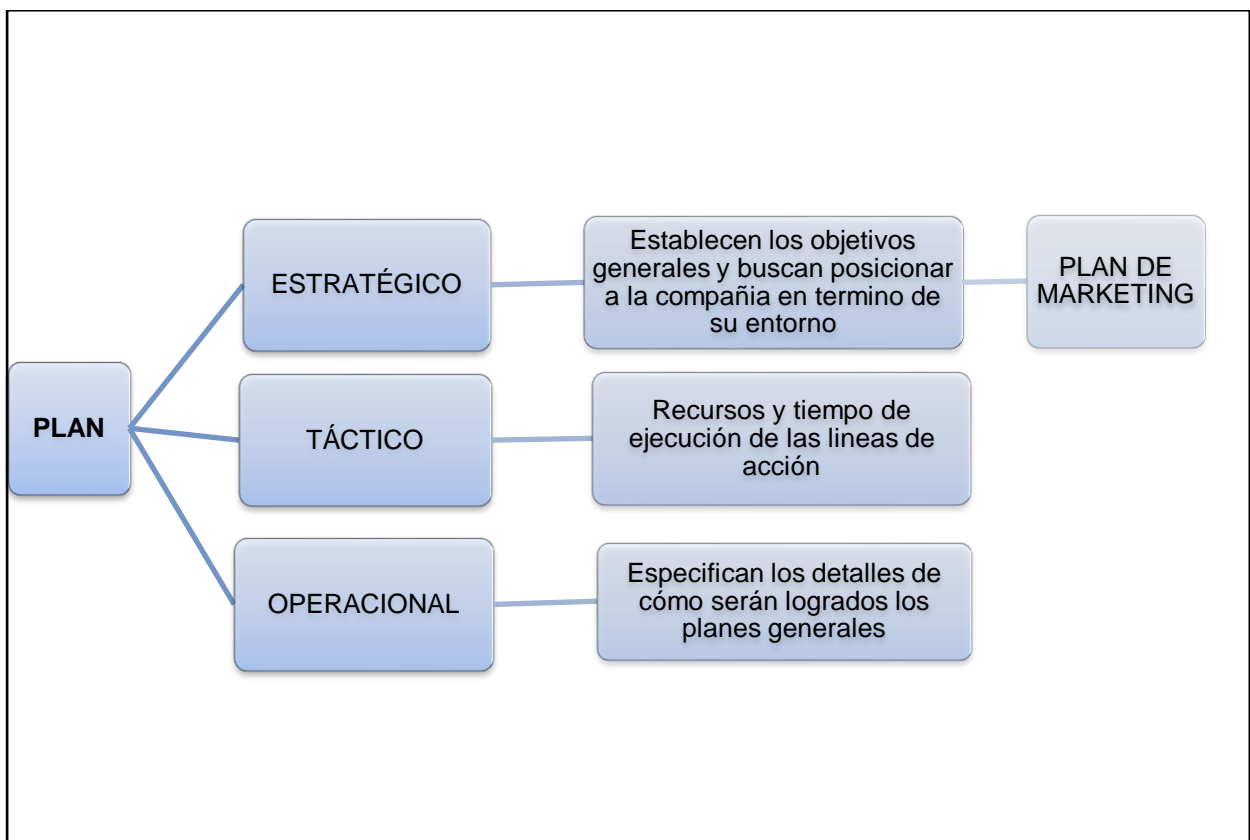 PLAN
ESTRATÉGICO
Establecen los objetivos
generales y buscan posicionar
a la compañia en termino de
su entorno
PLAN DE
MARKETING
TÁCTICO
Recursos y tiempo de
ejecución de las lineas de
acción
OPERACIONAL
Especifican los detalles de
cómo serán logrados los
planes generales